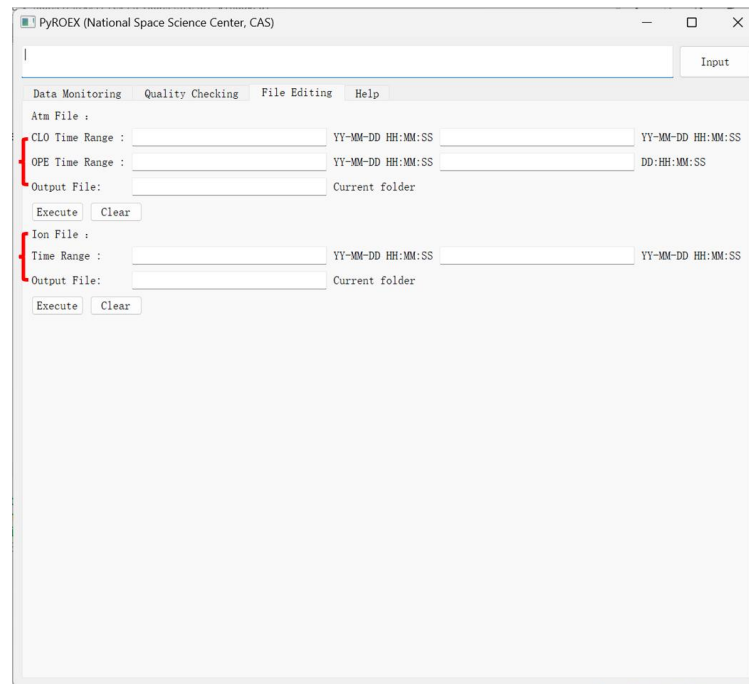 PyROEX (National Space Science Center, CAS)
Input
Data Monitoring Quality Checking File Editing Help
Atm File :
CLO Time Range : YY-MM-DD HH:MM:SS YY-MM-DD HH:MM:SS
OPE Time Range : YY-MM-DD HH:MM:SS DD:HH:MM:SS
Output File: Current folder
Execute Clear
Ion File :
Time Range : YY-MM-DD HH:MM:SS YY-MM-DD HH:MM:SS
Output File: Current folder
Execute Clear